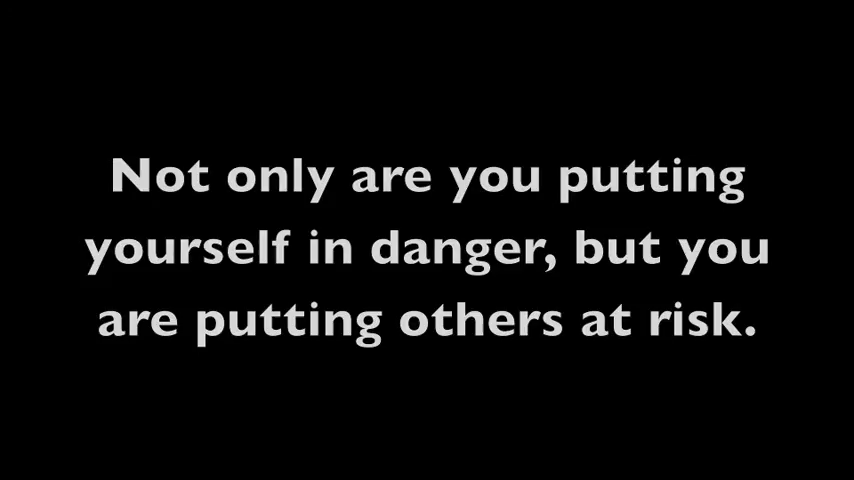 Not only are you putting
yourself in danger, but you
are putting others at risk.